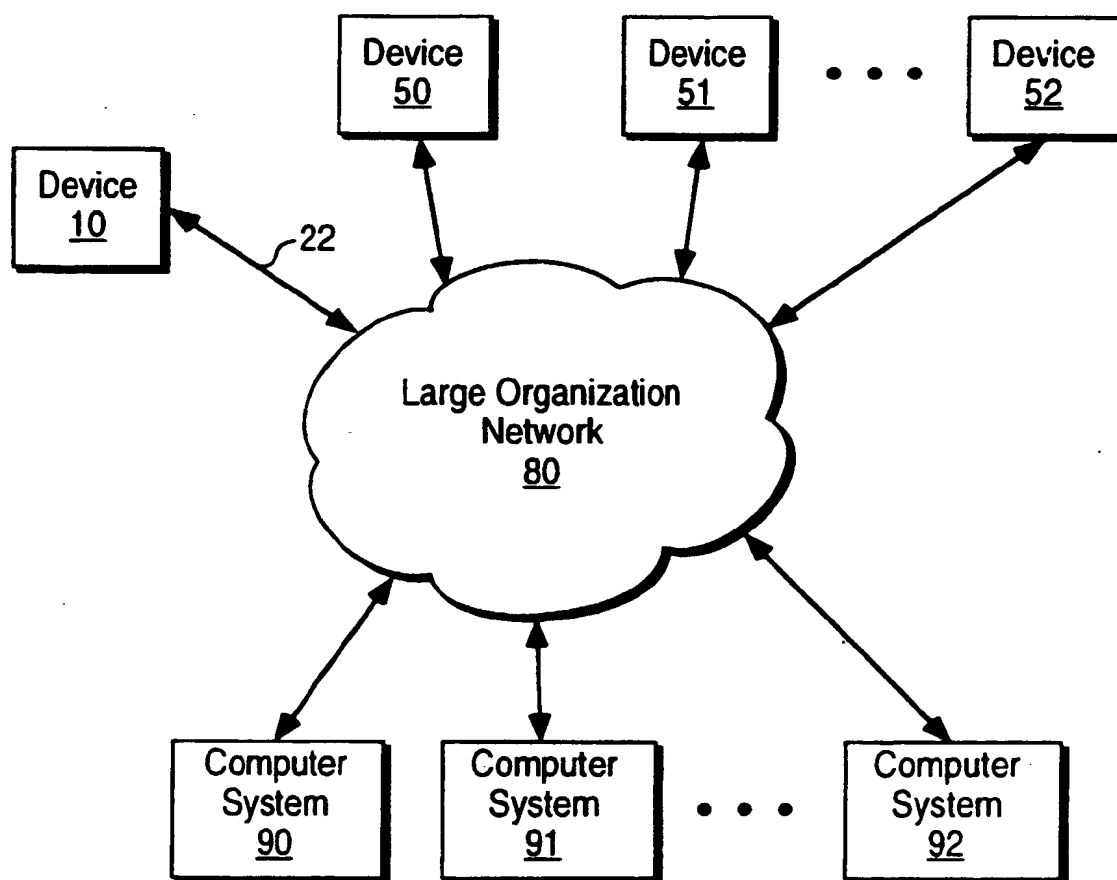 Device
50
Device
51
Device
52
Device
10
22
Large Organization
Network
80
Computer
System
90
Computer
System
91
Computer
System
92